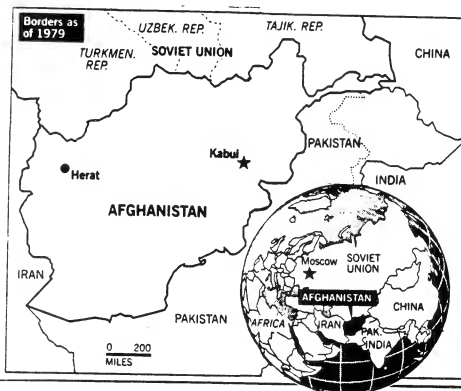 Borders as
of 1979
UZBEK. REP.
TAJIK. REP.
TURKMEN.
REP.
SOVIET UNION
CHINA
Kabul
PAKISTAN
Herat
INDIA
AFGHANISTAN
IRAN
PAKISTAN
0 200
MILES
Moscow
SOVIET
UNION
AFGHANISTAN
CHINA
AFRICA
IRAN
PAK.
INDIA